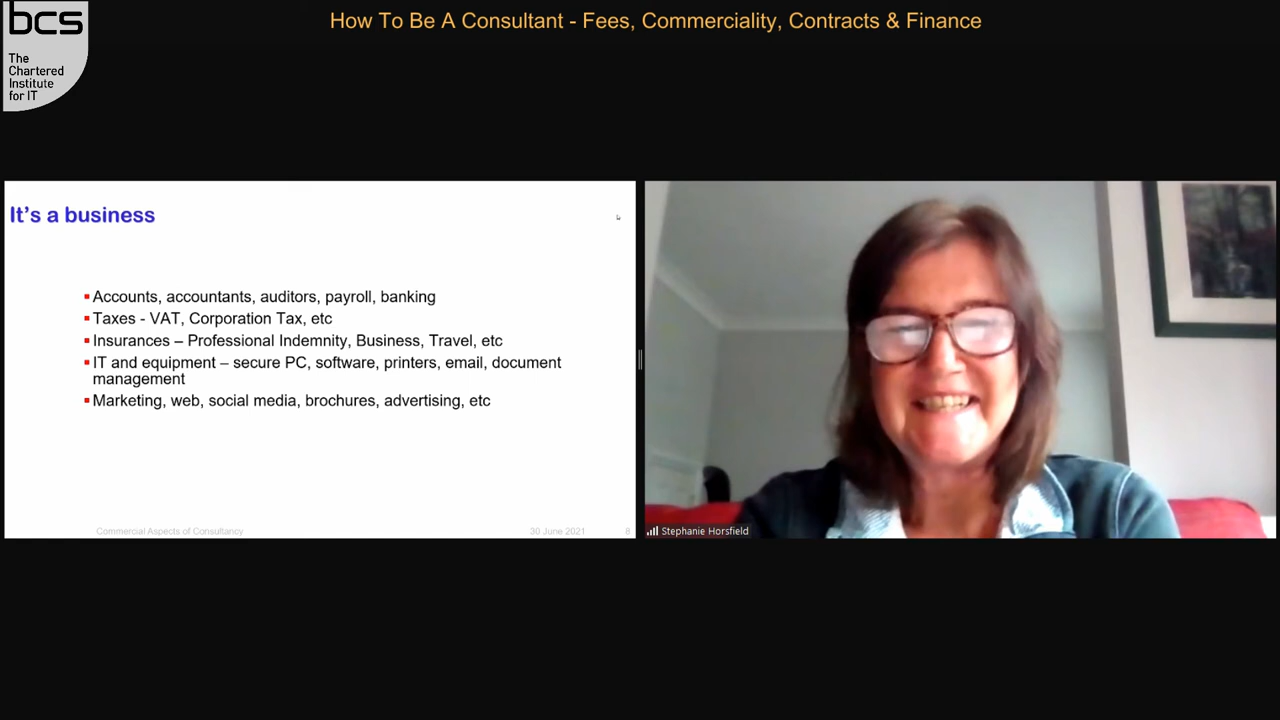 bcs
The
Chartered
Institute
for IT
How To Be A Consultant - Fees, Commerciality, Contracts & Finance
It's a business
Accounts, accountants, auditors, payroll, banking
Taxes - VAT, Corporation Tax, etc
Insurances – Professional Indemnity, Business, Travel, etc
IT and equipment – secure PC, software, printers, email, document
management
Marketing, web, social media, brochures, advertising, etc
Commercial Aspects of Consultancy
30 June 2021
8
Stephanie Horsfield